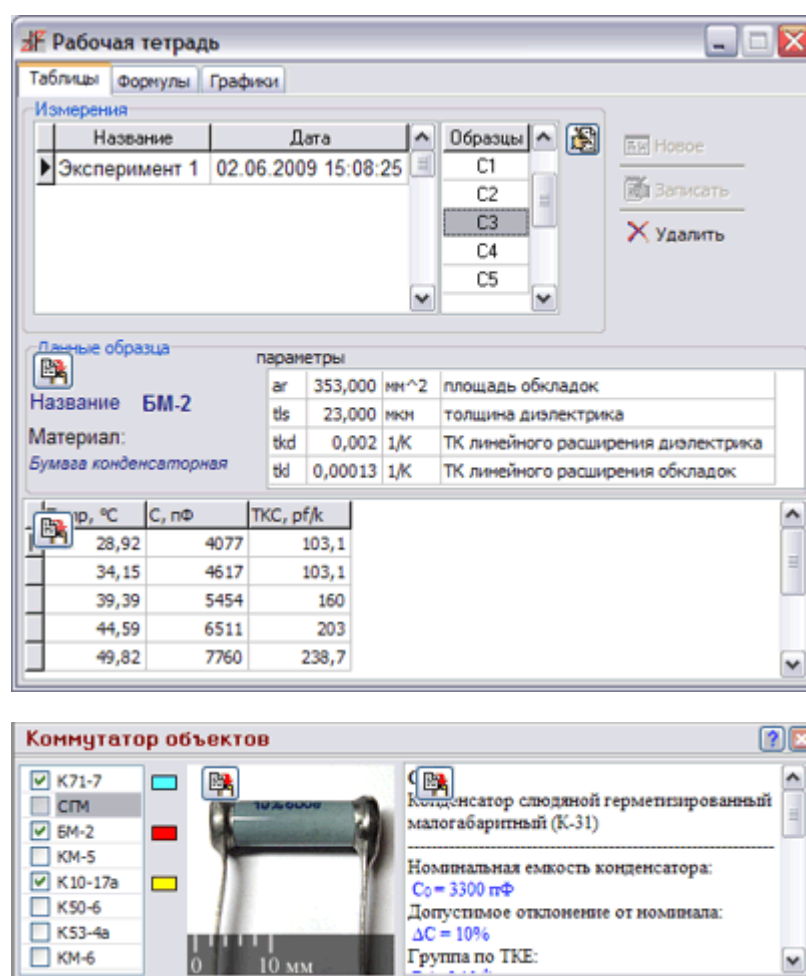 Рабочая тетрадь
Таблицы Формулы Графики
Измерения
Название Дата Образцы
Эксперимент 1 02.06.2009 15:08:25 C1
C2
C3
C4
C5
Новое
Записать
Удалить
Данные образца
Название БМ-2
Материал:
Бумага конденсаторная
параметры
ar 353,000 мм^2 площадь обкладок
tls 23,000 мкм толщина диэлектрика
tkd 0,002 1/К ТК линейного расширения диэлектрика
tkl 0,00013 1/К ТК линейного расширения обкладок
°C C, пФ ТКС, pf/k
28,92 4077 103,1
34,15 4617 103,1
39,39 5454 160
44,59 6511 203
49,82 7760 238,7
Коммутатор объектов
К71-7
СГМ
БМ-2
КМ-5
К10-17а
К50-6
К53-4а
КМ-6
0 10 мм
Конденсатор слюдяной герметизированный
малогабаритный (К-31)
Номинальная емкость конденсатора:
C0 = 3300 пФ
Допустимое отклонение от номинала:
ΔC = 10%
Группа по ТКЕ: